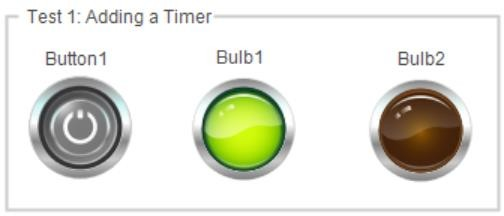 Test 1: Adding a Timer
Button1 Bulb1 Bulb2